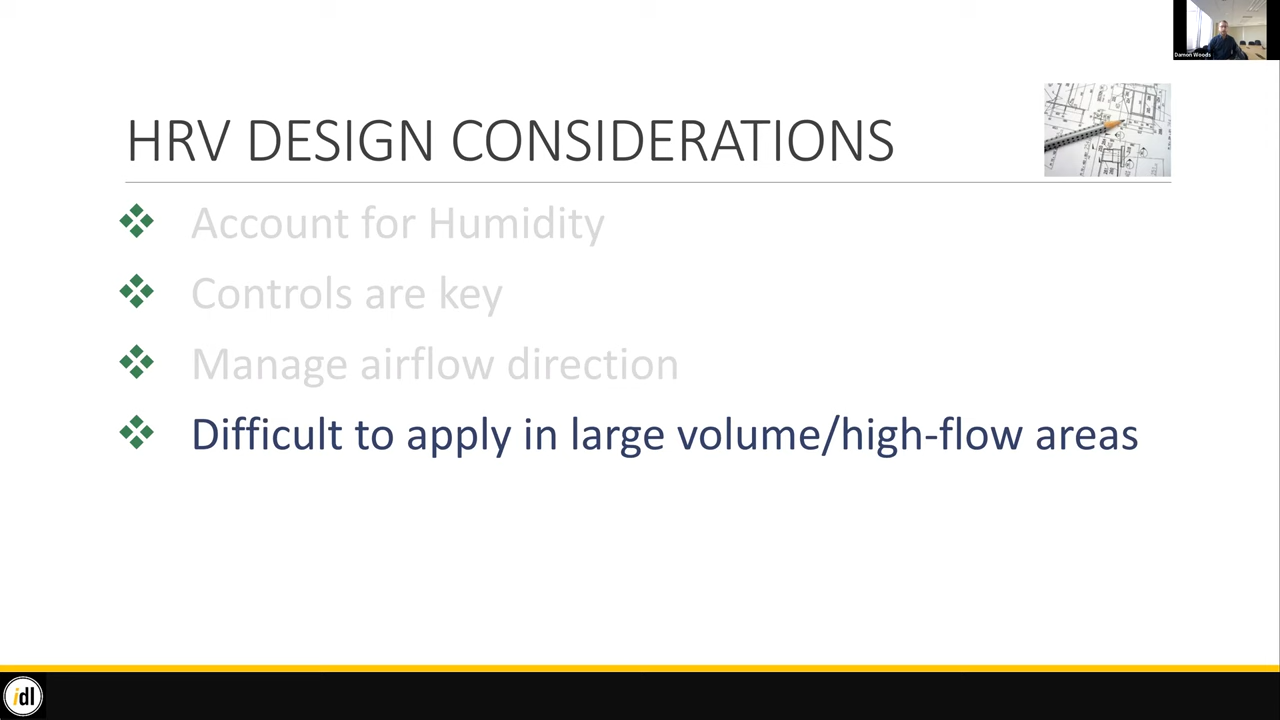 Damon Woods
HRV DESIGN CONSIDERATIONS
Account for Humidity
Controls are key
Manage airflow direction
Difficult to apply in large volume/high-flow areas
idl